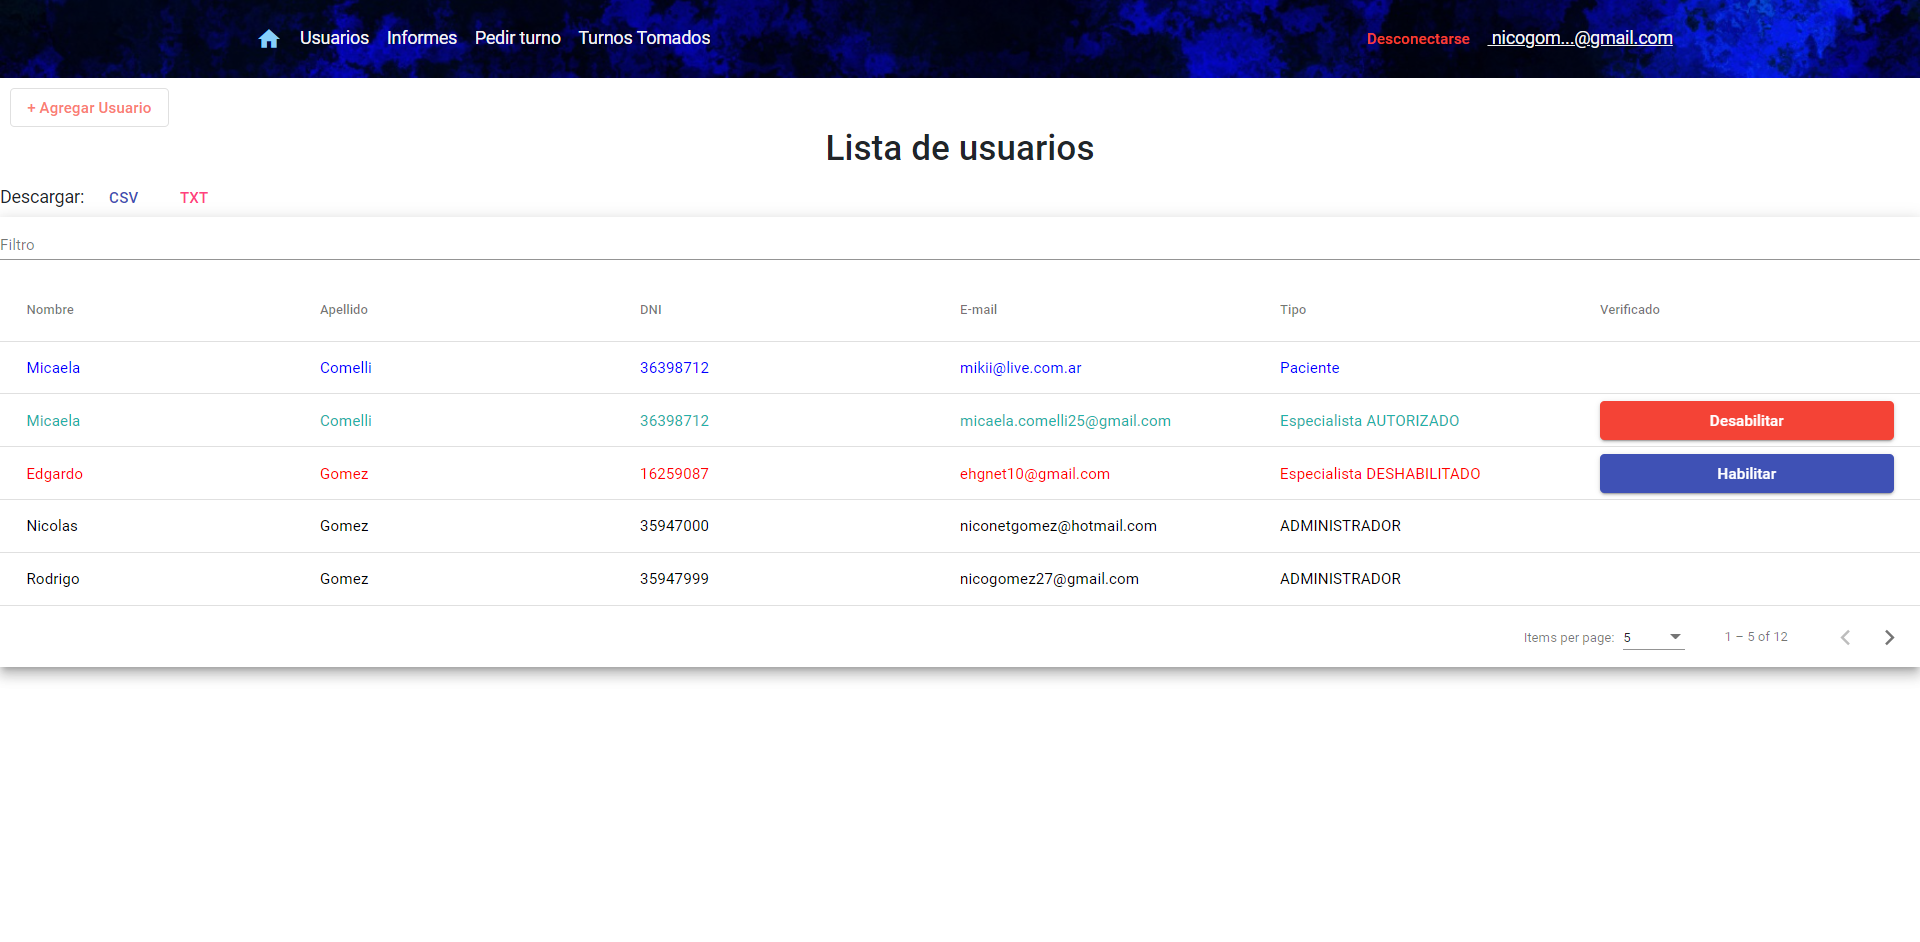 Usuarios Informes Pedir turno Turnos Tomados Desconectarse nicogom...@gmail.com
+ Agregar Usuario
Lista de usuarios
Descargar: CSV TXT
Filtro
Nombre Apellido DNI E-mail Tipo Verificado
Micaela Comelli 36398712 mikii@live.com.ar Paciente
Micaela Comelli 36398712 micaela.comelli25@gmail.com Especialista AUTORIZADO Desabilitar
Edgardo Gomez 16259087 ehgnet10@gmail.com Especialista DESHABILITADO Habilitar
Nicolas Gomez 35947000 niconetgomez@hotmail.com ADMINISTRADOR
Rodrigo Gomez 35947999 nicogomez27@gmail.com ADMINISTRADOR
Items per page: 5 1 – 5 of 12